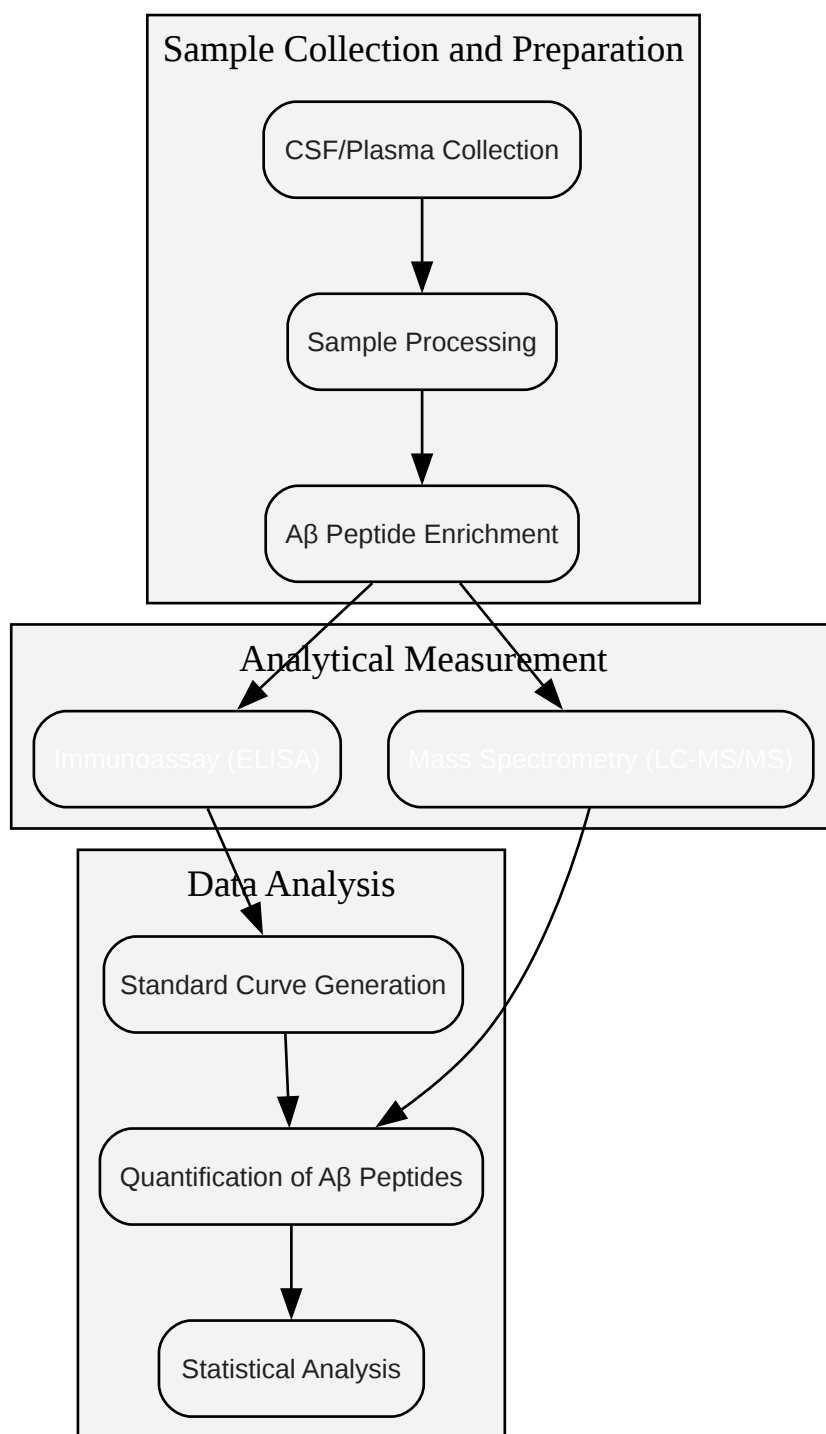 Sample Collection and Preparation
CSF/Plasma Collection
Sample Processing
Aβ Peptide Enrichment
Analytical Measurement
Immunoassay (ELISA)
Mass Spectrometry (LC-MS/MS)
Data Analysis
Standard Curve Generation
Quantification of Aβ Peptides
Statistical Analysis